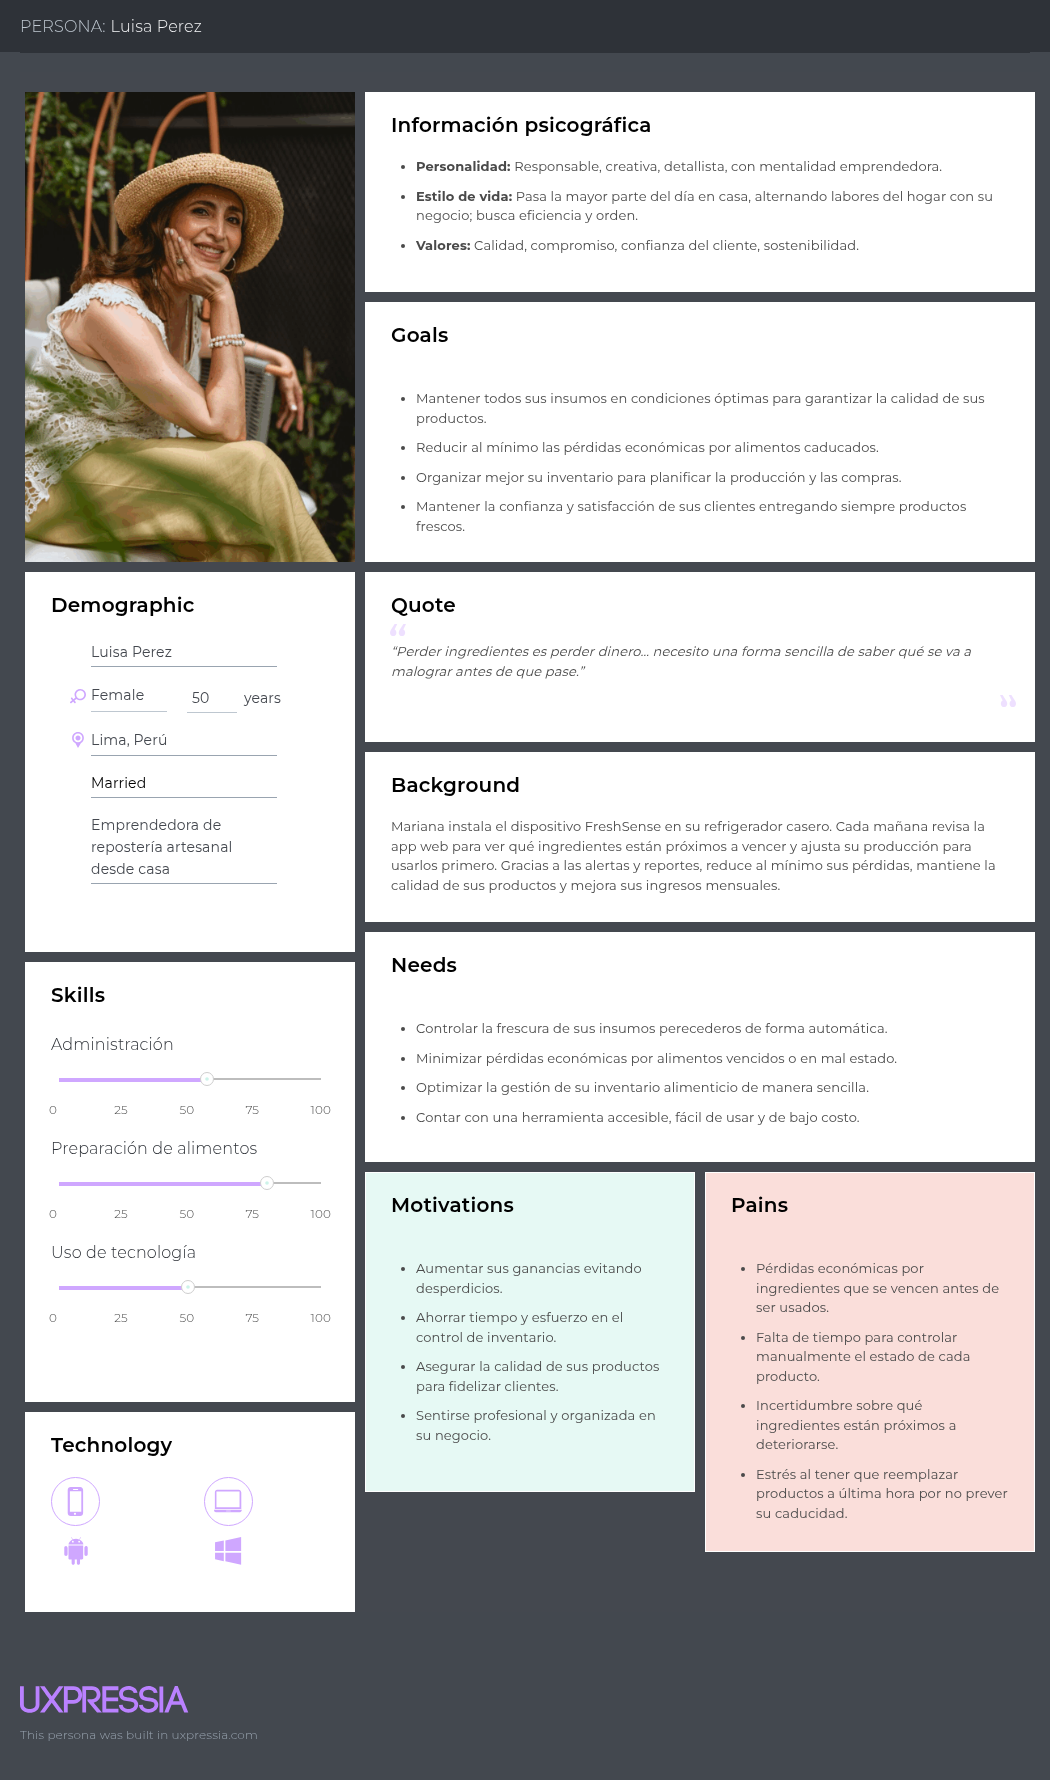 PERSONA: Luisa Perez
Información psicográfica
• Personalidad: Responsable, creativa, detallista, con mentalidad emprendedora.
• Estilo de vida: Pasa la mayor parte del día en casa, alternando labores del hogar con su
negocio; busca eficiencia y orden.
• Valores: Calidad, compromiso, confianza del cliente, sostenibilidad.
Goals
• Mantener todos sus insumos en condiciones óptimas para garantizar la calidad de sus
productos.
• Reducir al mínimo las pérdidas económicas por alimentos caducados.
• Organizar mejor su inventario para planificar la producción y las compras.
• Mantener la confianza y satisfacción de sus clientes entregando siempre productos
frescos.
Demographic
Luisa Perez
Female 50 years
Lima, Perú
Married
Emprendedora de
repostería artesanal
desde casa
Quote
“Perder ingredientes es perder dinero… necesito una forma sencilla de saber qué se va a
malograr antes de que pase.”
Background
Mariana instala el dispositivo FreshSense en su refrigerador casero. Cada mañana revisa la
app web para ver qué ingredientes están próximos a vencer y ajusta su producción para
usarlos primero. Gracias a las alertas y reportes, reduce al mínimo sus pérdidas, mantiene la
calidad de sus productos y mejora sus ingresos mensuales.
Skills
Administración
0 25 50 75 100
Preparación de alimentos
0 25 50 75 100
Uso de tecnología
0 25 50 75 100
Needs
• Controlar la frescura de sus insumos perecederos de forma automática.
• Minimizar pérdidas económicas por alimentos vencidos o en mal estado.
• Optimizar la gestión de su inventario alimenticio de manera sencilla.
• Contar con una herramienta accesible, fácil de usar y de bajo costo.
Motivations
• Aumentar sus ganancias evitando
desperdicios.
• Ahorrar tiempo y esfuerzo en el
control de inventario.
• Asegurar la calidad de sus productos
para fidelizar clientes.
• Sentirse profesional y organizada en
su negocio.
Pains
• Pérdidas económicas por
ingredientes que se vencen antes de
ser usados.
• Falta de tiempo para controlar
manualmente el estado de cada
producto.
• Incertidumbre sobre qué
ingredientes están próximos a
deteriorarse.
• Estrés al tener que reemplazar
productos a última hora por no prever
su caducidad.
Technology
UXPRESSIA
This persona was built in uxpressia.com